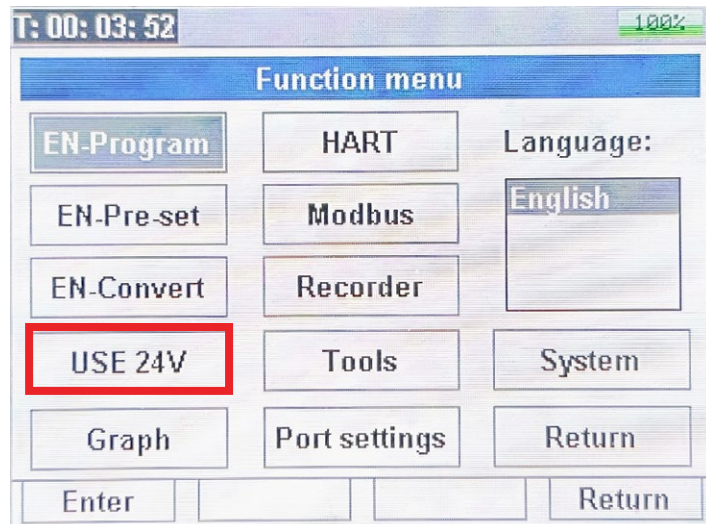 T: 00: 03: 52
100%
Function menu
EN-Program
HART
Language:
EN-Pre-set
Modbus
English
EN-Convert
Recorder
USE 24V
Tools
System
Graph
Port settings
Return
Enter
Return